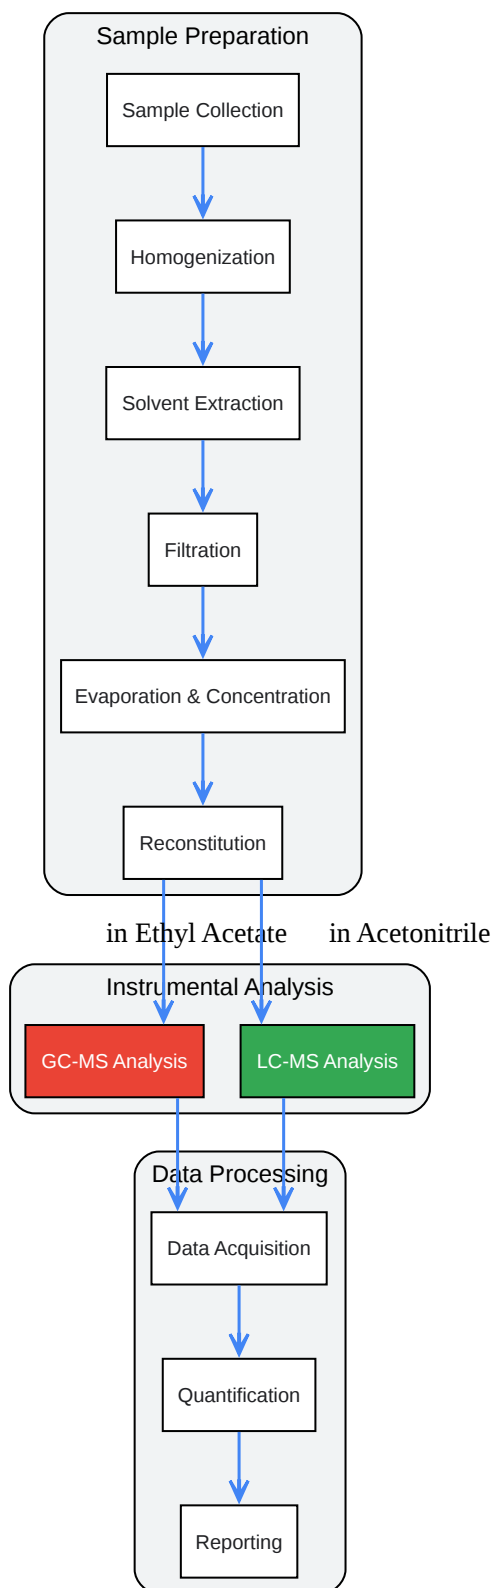 Sample Preparation
Sample Collection
Homogenization
Solvent Extraction
Filtration
Evaporation & Concentration
Reconstitution
in Ethyl Acetate
in Acetonitrile
Instrumental Analysis
GC-MS Analysis
LC-MS Analysis
Data Processing
Data Acquisition
Quantification
Reporting